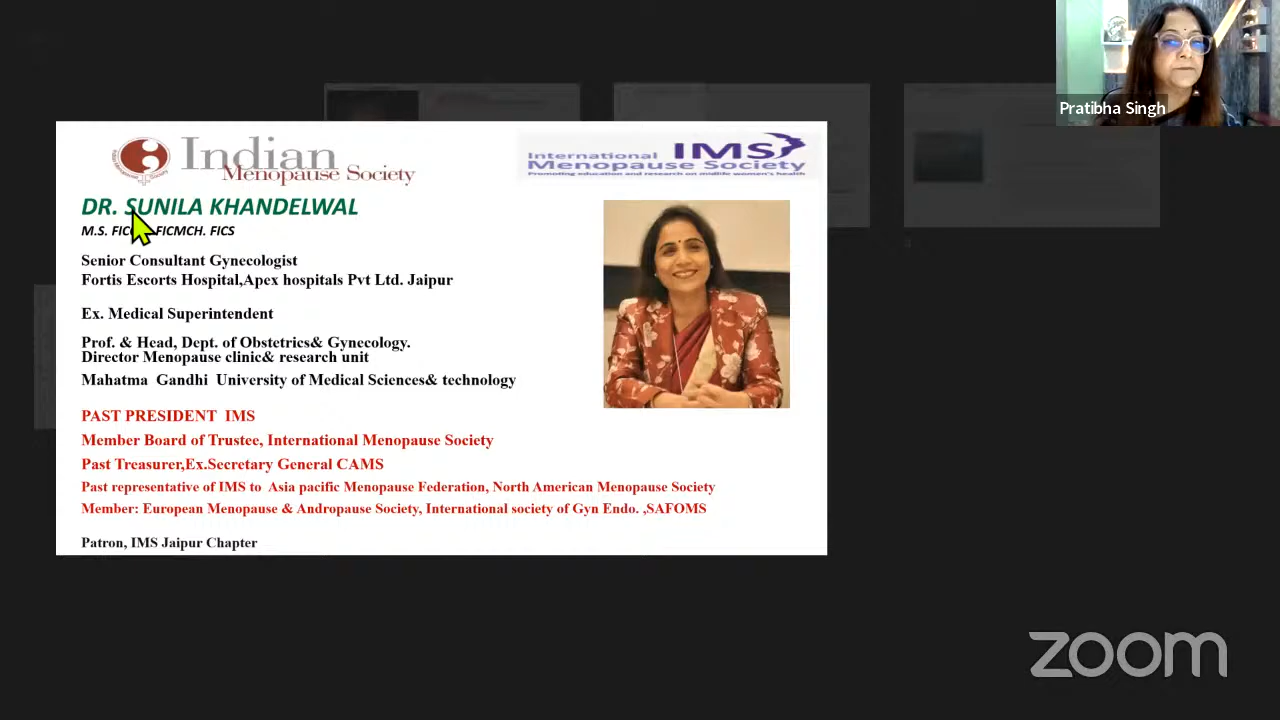 Pratibha Singh
Indian
Menopause Society
International IMS
Menopause Society
Promoting education and research on midlife women's health
DR. SUNILA KHANDELWAL
M.S. FICMCH. FICS
Senior Consultant Gynecologist
Fortis Escorts Hospital,Apex hospitals Pvt Ltd. Jaipur
Ex. Medical Superintendent
Prof. & Head, Dept. of Obstetrics& Gynecology.
Director Menopause clinic& research unit
Mahatma Gandhi University of Medical Sciences& technology
PAST PRESIDENT IMS
Member Board of Trustee, International Menopause Society
Past Treasurer,Ex.Secretary General CAMS
Past representative of IMS to Asia pacific Menopause Federation, North American Menopause Society
Member: European Menopause & Andropause Society, International society of Gyn Endo. ,SAFOMS
Patron, IMS Jaipur Chapter
zoom